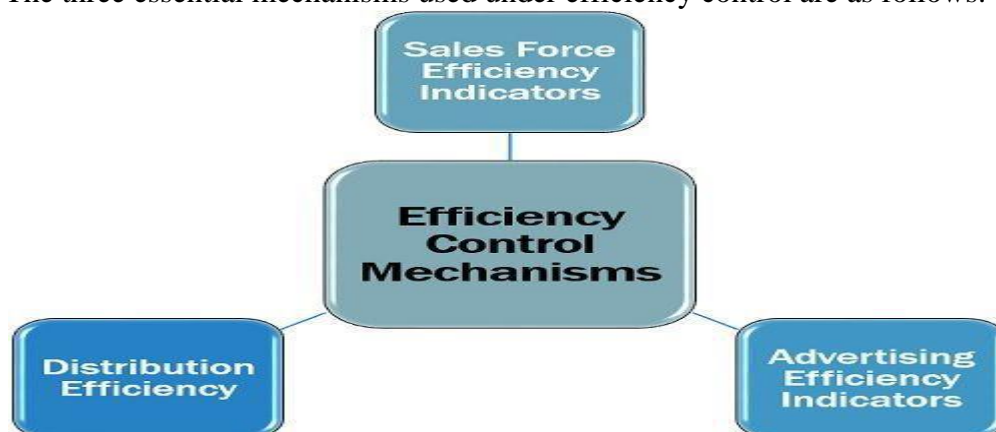 The three essential mechanisms used under efficiency control are as follows:
Sales Force
Efficiency
Indicators
Efficiency
Control
Mechanisms
Distribution
Efficiency
Advertising
Efficiency
Indicators